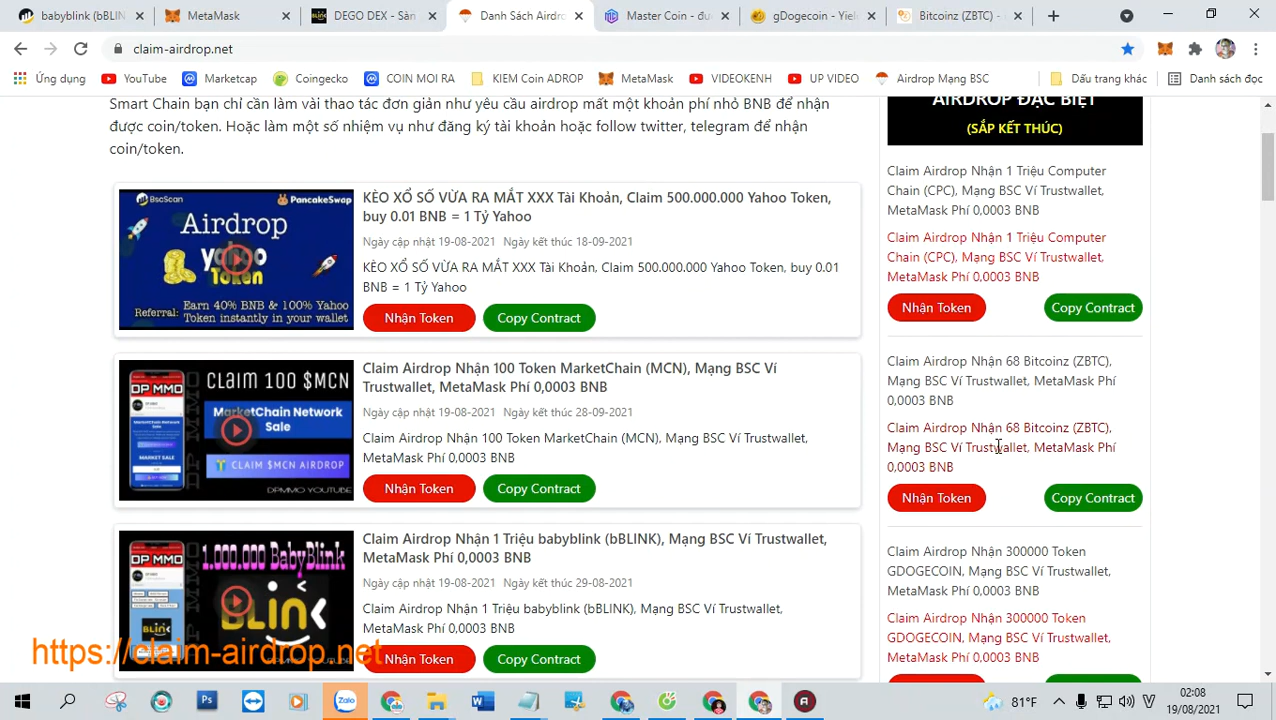 babylink (bBLIN
MetaMask
DEGO DEX - Sàn
Danh Sách Airdro
Master Coin - đu
gDogecoin - Yiel
Bitcoinz (ZBTC) -
claim-airdrop.net
Ứng dụng
YouTube
Marketcap
Coingecko
COIN MOI RA
KIEM Coin ADROP
MetaMask
VIDEOKENH
UP VIDEO
Airdrop Mạng BSC
Dấu trang khác
Danh sách đọc
Smart Chain bạn chỉ cần làm vài thao tác đơn giản như yêu cầu airdrop mất một khoản phí nhỏ BNB để nhận
được coin/token. Hoặc làm một số nhiệm vụ như đăng ký tài khoản hoặc follow twitter, telegram để nhận
coin/token.
BscScan
PancakeSwap
Airdrop
yahoo
Token
Referral:
Earn 40% BNB & 100% Yahoo
Token instantly in your wallet
KÈO XỔ SỐ VỪA RA MẮT XXX Tài Khoản, Claim 500.000.000 Yahoo Token,
buy 0.01 BNB = 1 Tỷ Yahoo
Ngày cập nhật 19-08-2021 Ngày kết thúc 18-09-2021
KÈO XỔ SỐ VỪA RA MẮT XXX Tài Khoản, Claim 500.000.000 Yahoo Token, buy 0.01
BNB = 1 Tỷ Yahoo
Nhận Token
Copy Contract
DP MMO
CLAIM 100 $MCN
MarketChain Network
Sale
CLAIM $MCN AIRDROP
DPMMO YOUTUBE
Claim Airdrop Nhận 100 Token MarketChain (MCN), Mạng BSC Ví
Trustwallet, MetaMask Phí 0,0003 BNB
Ngày cập nhật 19-08-2021 Ngày kết thúc 28-09-2021
Claim Airdrop Nhận 100 Token MarketChain (MCN), Mạng BSC Ví Trustwallet,
MetaMask Phí 0,0003 BNB
Nhận Token
Copy Contract
DP MMO
1.000.000 BabyBlink
BLINK
DPMMO YOUTUBE
Claim Airdrop Nhận 1 Triệu babyblink (bBLINK), Mạng BSC Ví Trustwallet,
MetaMask Phí 0,0003 BNB
Ngày cập nhật 19-08-2021 Ngày kết thúc 29-08-2021
Claim Airdrop Nhận 1 Triệu babyblink (bBLINK), Mạng BSC Ví Trustwallet,
MetaMask Phí 0,0003 BNB
Nhận Token
Copy Contract
https://claim-airdrop.net
AIRDROP ĐẶC BIỆT
(SẮP KẾT THÚC)
Claim Airdrop Nhận 1 Triệu Computer
Chain (CPC), Mạng BSC Ví Trustwallet,
MetaMask Phí 0,0003 BNB
Claim Airdrop Nhận 1 Triệu Computer
Chain (CPC), Mạng BSC Ví Trustwallet,
MetaMask Phí 0,0003 BNB
Nhận Token
Copy Contract
Claim Airdrop Nhận 68 Bitcoinz (ZBTC),
Mạng BSC Ví Trustwallet, MetaMask Phí
0,0003 BNB
Claim Airdrop Nhận 68 Bitcoinz (ZBTC),
Mạng BSC Ví Trustwallet, MetaMask Phí
0,0003 BNB
Nhận Token
Copy Contract
Claim Airdrop Nhận 300000 Token
GDOGECOIN, Mạng BSC Ví Trustwallet,
MetaMask Phí 0,0003 BNB
Claim Airdrop Nhận 300000 Token
GDOGECOIN, Mạng BSC Ví Trustwallet,
MetaMask Phí 0,0003 BNB
Zalo
81°F
02:08
19/08/2021